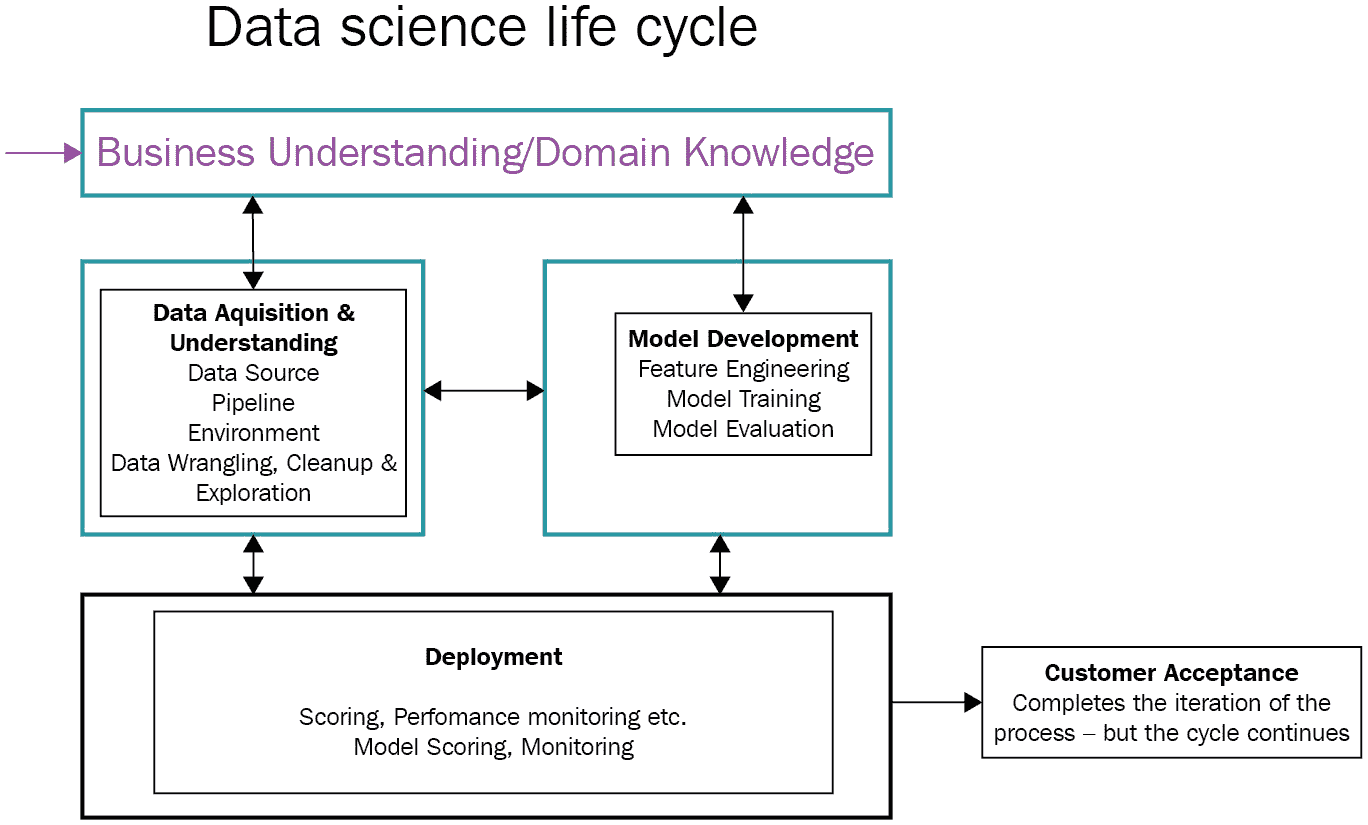 Data science life cycle
Business Understanding/Domain Knowledge
Data Aquisition &
Understanding
Data Source
Pipeline
Environment
Data Wrangling, Cleanup &
Exploration
Model Development
Feature Engineering
Model Training
Model Evaluation
Deployment
Scoring, Perfomance monitoring etc.
Model Scoring, Monitoring
Customer Acceptance
Completes the iteration of the
process – but the cycle continues